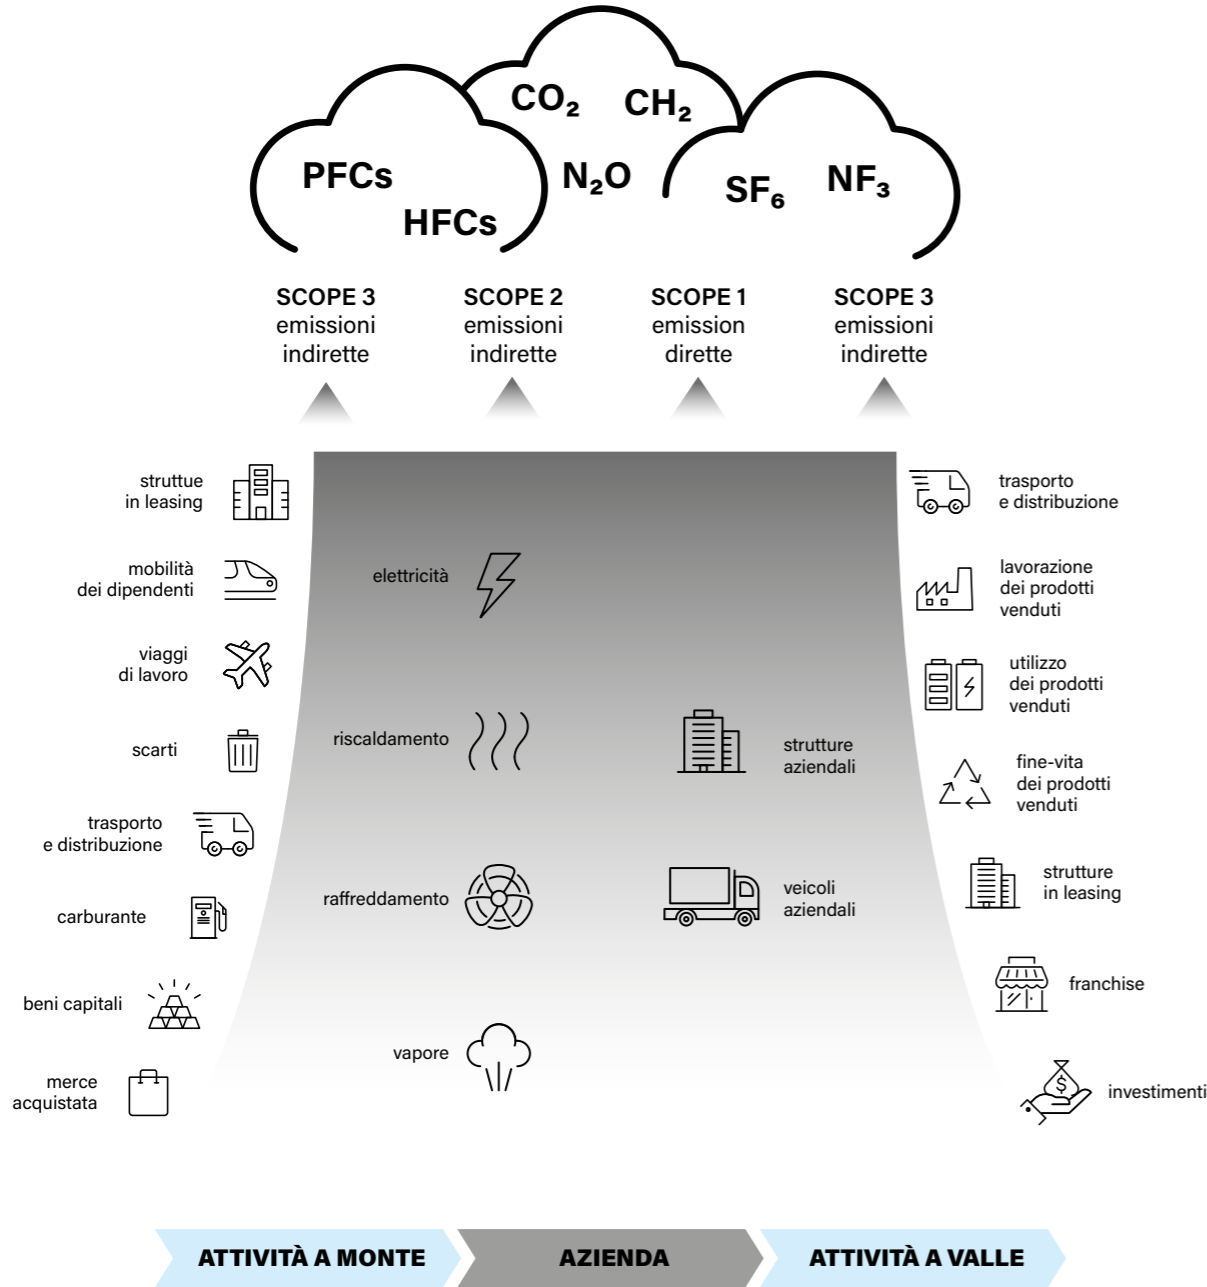 CO₂
CH₂
PFCs
HFCs
N₂O
SF₆
NF₃
SCOPE 3
emissioni
indirette
SCOPE 2
emissioni
indirette
SCOPE 1
emission
dirette
SCOPE 3
emissioni
indirette
struttue
in leasing
mobilità
dei dipendenti
viaggi
di lavoro
scarti
trasporto
e distribuzione
carburante
beni capitali
merce
acquistata
elettricità
riscaldamento
raffreddamento
vapore
strutture
aziendali
veicoli
aziendali
trasporto
e distribuzione
lavorazione
dei prodotti
venduti
utilizzo
dei prodotti
venduti
fine-vita
dei prodotti
venduti
strutture
in leasing
franchise
$
investimenti
ATTIVITÀ A MONTE
AZIENDA
ATTIVITÀ A VALLE